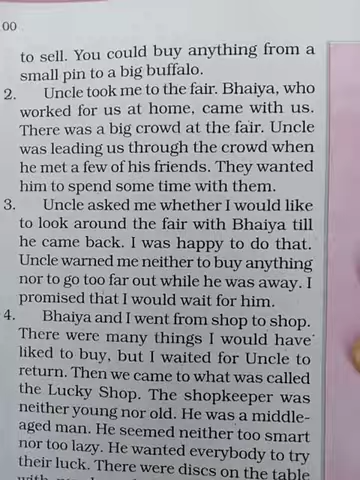 00
to sell. You could buy anything from a
small pin to a big buffalo.
2. Uncle took me to the fair. Bhaiya, who
worked for us at home, came with us.
There was a big crowd at the fair. Uncle
was leading us through the crowd when
he met a few of his friends. They wanted
him to spend some time with them.
3. Uncle asked me whether I would like
to look around the fair with Bhaiya till
he came back. I was happy to do that.
Uncle warned me neither to buy anything
nor to go too far out while he was away. I
promised that I would wait for him.
4. Bhaiya and I went from shop to shop.
There were many things I would have
liked to buy, but I waited for Uncle to
return. Then we came to what was called
the Lucky Shop. The shopkeeper was
neither young nor old. He was a middle-
aged man. He seemed neither too smart
nor too lazy. He wanted everybody to try
their luck. There were discs on the table